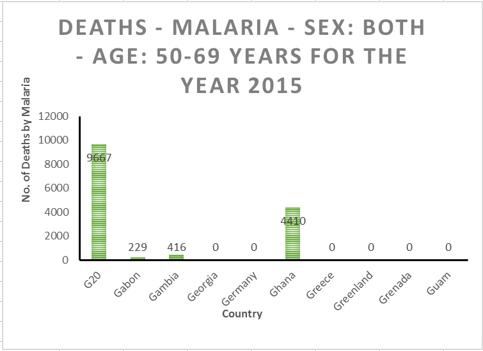 DEATHS - MALARIA - SEX: BOTH
- AGE: 50-69 YEARS FOR THE
YEAR 2015
No. of Deaths by Malaria
12000
10000
8000
6000
4000
2000
0
9667
229
416
0
0
4410
0
0
0
0
G20
Gabon
Gambia
Georgia
Germany
Ghana
Greece
Greenland
Grenada
Guam
Country